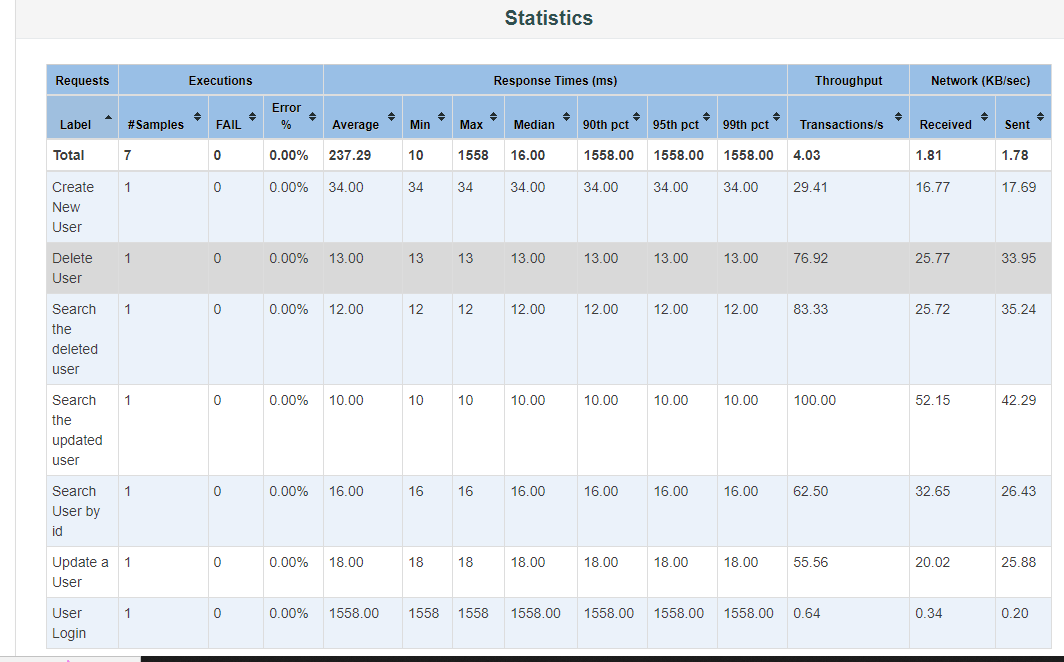 Statistics
Requests Executions Response Times (ms) Throughput Network (KB/sec)
Label #Samples FAIL Error % Average Min Max Median 90th pct 95th pct 99th pct Transactions/s Received Sent
Total 7 0 0.00% 237.29 10 1558 16.00 1558.00 1558.00 1558.00 4.03 1.81 1.78
Create New User 1 0 0.00% 34.00 34 34 34.00 34.00 34.00 34.00 29.41 16.77 17.69
Delete User 1 0 0.00% 13.00 13 13 13.00 13.00 13.00 13.00 76.92 25.77 33.95
Search the deleted user 1 0 0.00% 12.00 12 12 12.00 12.00 12.00 12.00 83.33 25.72 35.24
Search the updated user 1 0 0.00% 10.00 10 10 10.00 10.00 10.00 10.00 100.00 52.15 42.29
Search User by id 1 0 0.00% 16.00 16 16 16.00 16.00 16.00 16.00 62.50 32.65 26.43
Update a User 1 0 0.00% 18.00 18 18 18.00 18.00 18.00 18.00 55.56 20.02 25.88
User Login 1 0 0.00% 1558.00 1558 1558 1558.00 1558.00 1558.00 1558.00 0.64 0.34 0.20